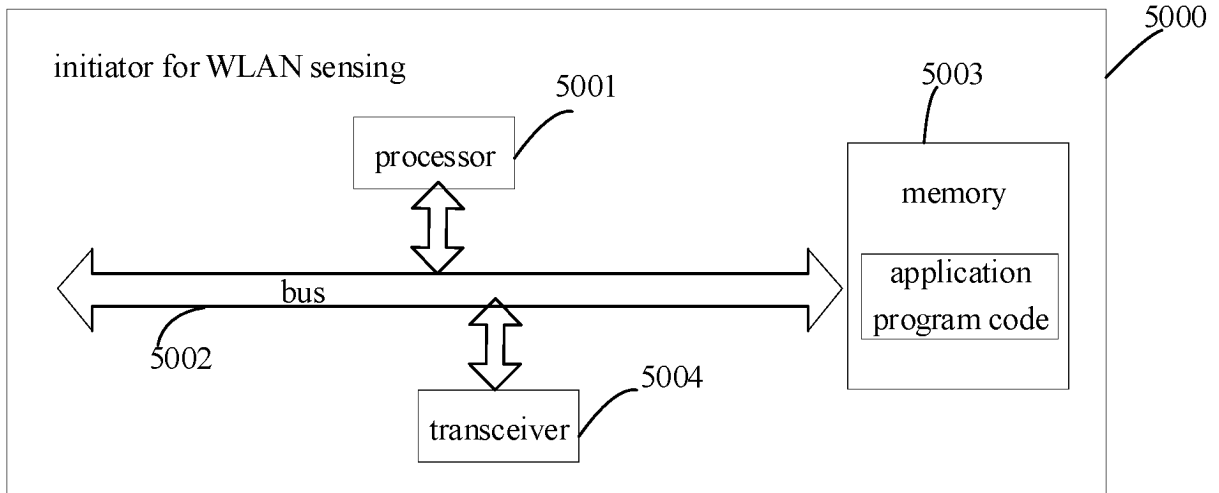 5000
initiator for WLAN sensing
5001
5003
processor
memory
application
program code
bus
5002
5004
transceiver